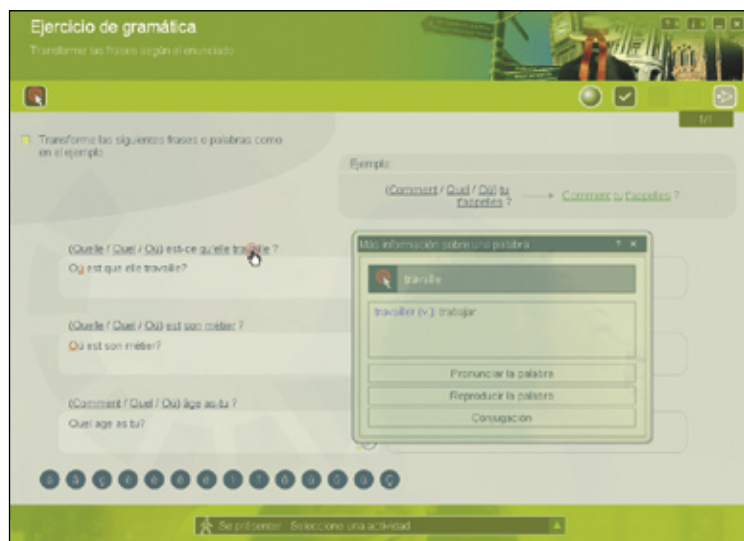 Ejercicio de gramática
Transforme las frases según el enunciado
1/1
Transforme las siguientes frases o palabras como
en el ejemplo
Ejemplo:
(Comment / Quel / Où) tu
t'appelles ?
Comment tu t'appelles ?
(Quelle / Quel / Où) est-ce qu'elle travaille ?
Où est que elle travaille?
(Quelle / Quel / Où) est son métier ?
Où est son métier?
(Comment / Quel / Où) âge as-tu ?
Quel age as tu?
Más información sobre una palabra
? ×
travaille
travailler (v.): trabajar
Pronunciar la palabra
Reproducir la palabra
Conjugación
Se présenter : Seleccione una actividad